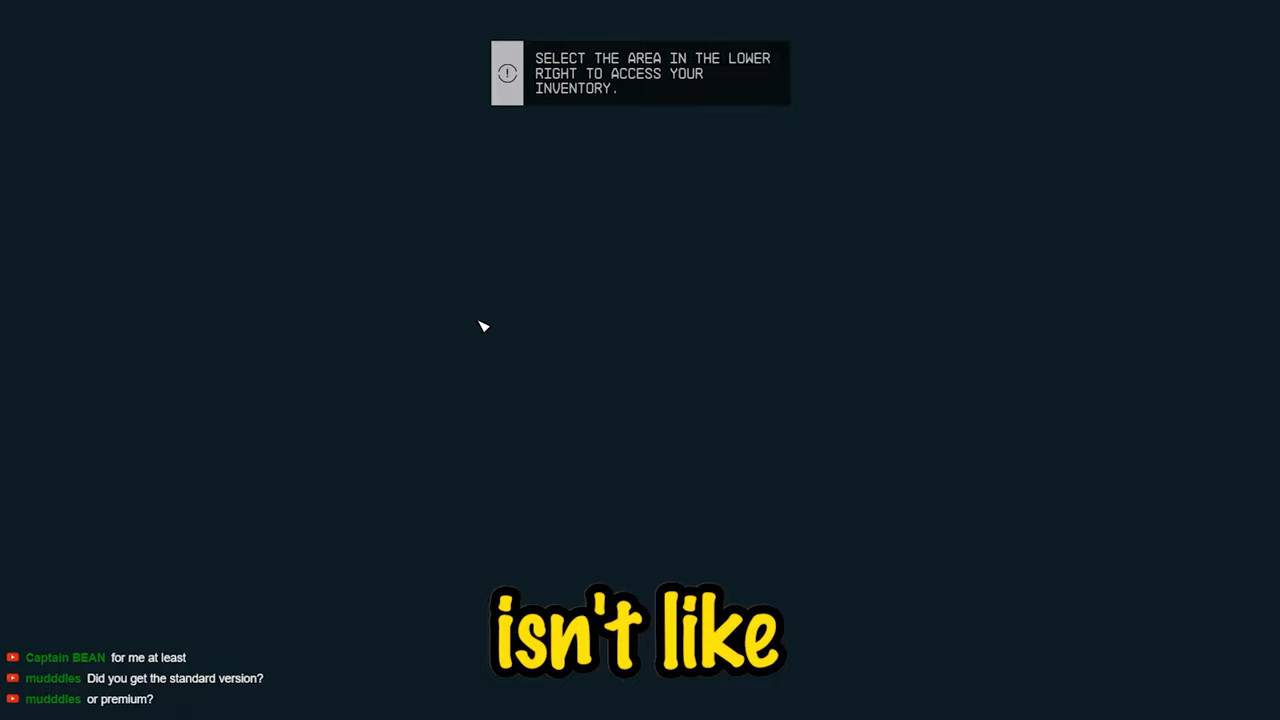 SELECT THE AREA IN THE LOWER
RIGHT TO ACCESS YOUR
INVENTORY.
isn't like
Captain BEAN for me at least
mudddles Did you get the standard version?
mudddles or premium?